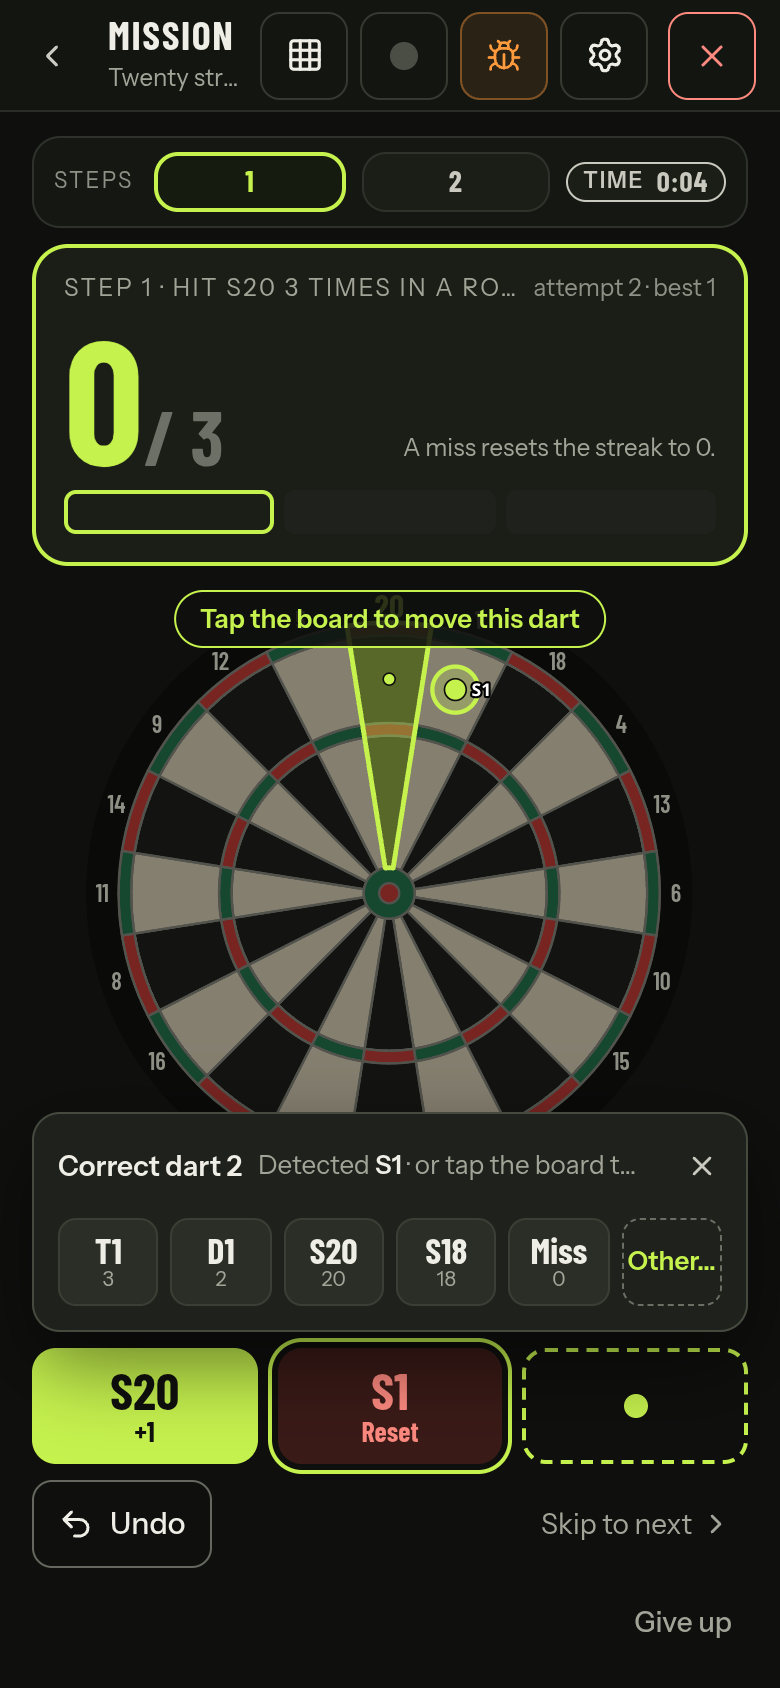 MISSION
Twenty str...
STEPS
1
2
TIME 0:04
STEP 1 · HIT S20 3 TIMES IN A RO...
attempt 2 · best 1
0 / 3
A miss resets the streak to 0.
20
Tap the board to move this dart
12
18
S1
9
4
14
13
11
6
8
10
16
15
Correct dart 2
Detected S1 · or tap the board t...
T1
3
D1
2
S20
20
S18
18
Miss
0
Other...
S20
+1
S1
Reset
Undo
Skip to next
Give up